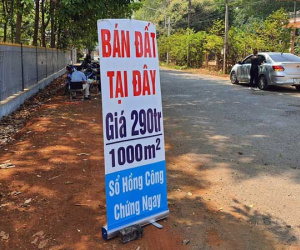 BÁN ĐẤT
TẠI ĐÂY
Giá 290tr
1000m²
Sổ Hồng Công
Chứng Ngay